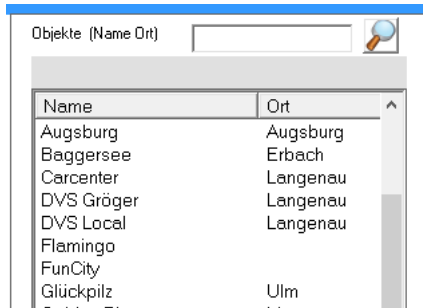 Objekte (Name Ort)
Name Ort
Augsburg Augsburg
Baggersee Erbach
Carcenter Langenau
DVS Gröger Langenau
DVS Local Langenau
Flamingo
FunCity
Glückpilz Ulm